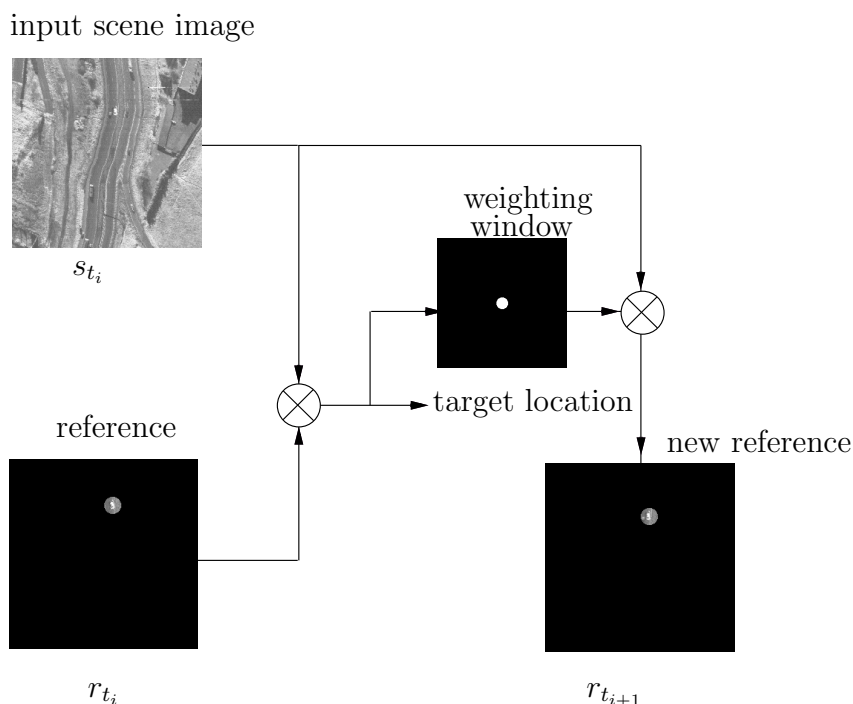 input scene image
s_{t_i}
weighting
window
target location
reference
new reference
r_{t_i}
r_{t_{i+1}}